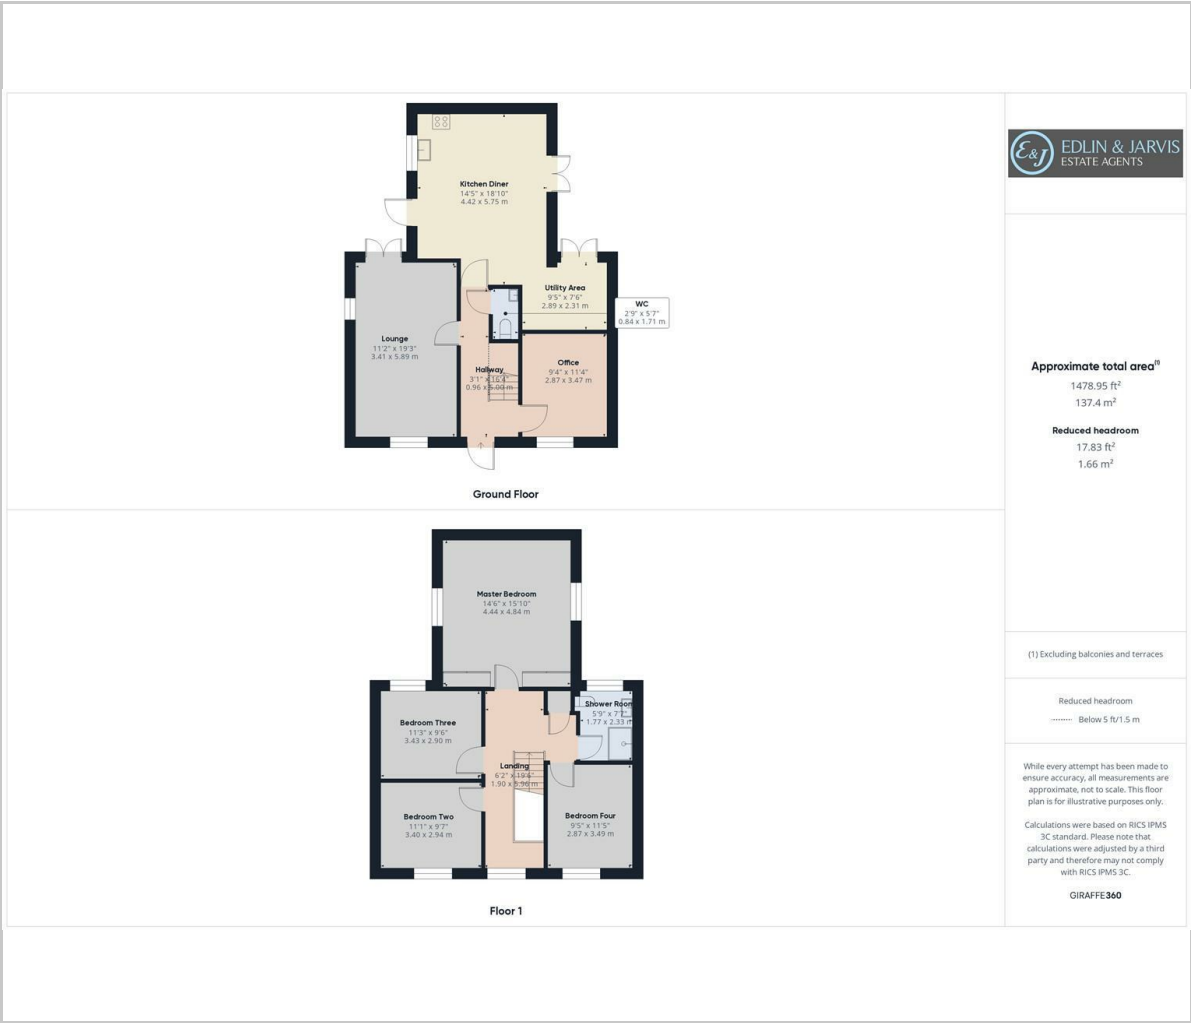 Kitchen Diner
14'5" x 18'10"
4.42 x 5.75 m
Utility Area
9'5" x 7'6"
2.89 x 2.31 m
WC
2'9" x 5'7"
0.84 x 1.71 m
Lounge
11'2" x 19'3"
3.41 x 5.89 m
Hallway
3'1" x 16'4"
0.96 x 5.00 m
Office
9'4" x 11'4"
2.87 x 3.47 m
Ground Floor
Master Bedroom
14'6" x 15'10"
4.44 x 4.84 m
Shower Room
5'9" x 7'7"
1.77 x 2.33 m
Bedroom Three
11'3" x 9'6"
3.43 x 2.90 m
Landing
6'2" x 19'6"
1.90 x 5.96 m
Bedroom Two
11'1" x 9'7"
3.40 x 2.94 m
Bedroom Four
9'5" x 11'5"
2.87 x 3.49 m
Floor 1
E&J
EDLIN & JARVIS
ESTATE AGENTS
Approximate total area(1)
1478.95 ft²
137.4 m²
Reduced headroom
17.83 ft²
1.66 m²
(1) Excluding balconies and terraces
Reduced headroom
Below 5 ft/1.5 m
While every attempt has been made to
ensure accuracy, all measurements are
approximate, not to scale. This floor
plan is for illustrative purposes only.
Calculations were based on RICS IPMS
3C standard. Please note that
calculations were adjusted by a third
party and therefore may not comply
with RICS IPMS 3C.
GIRAFFE360